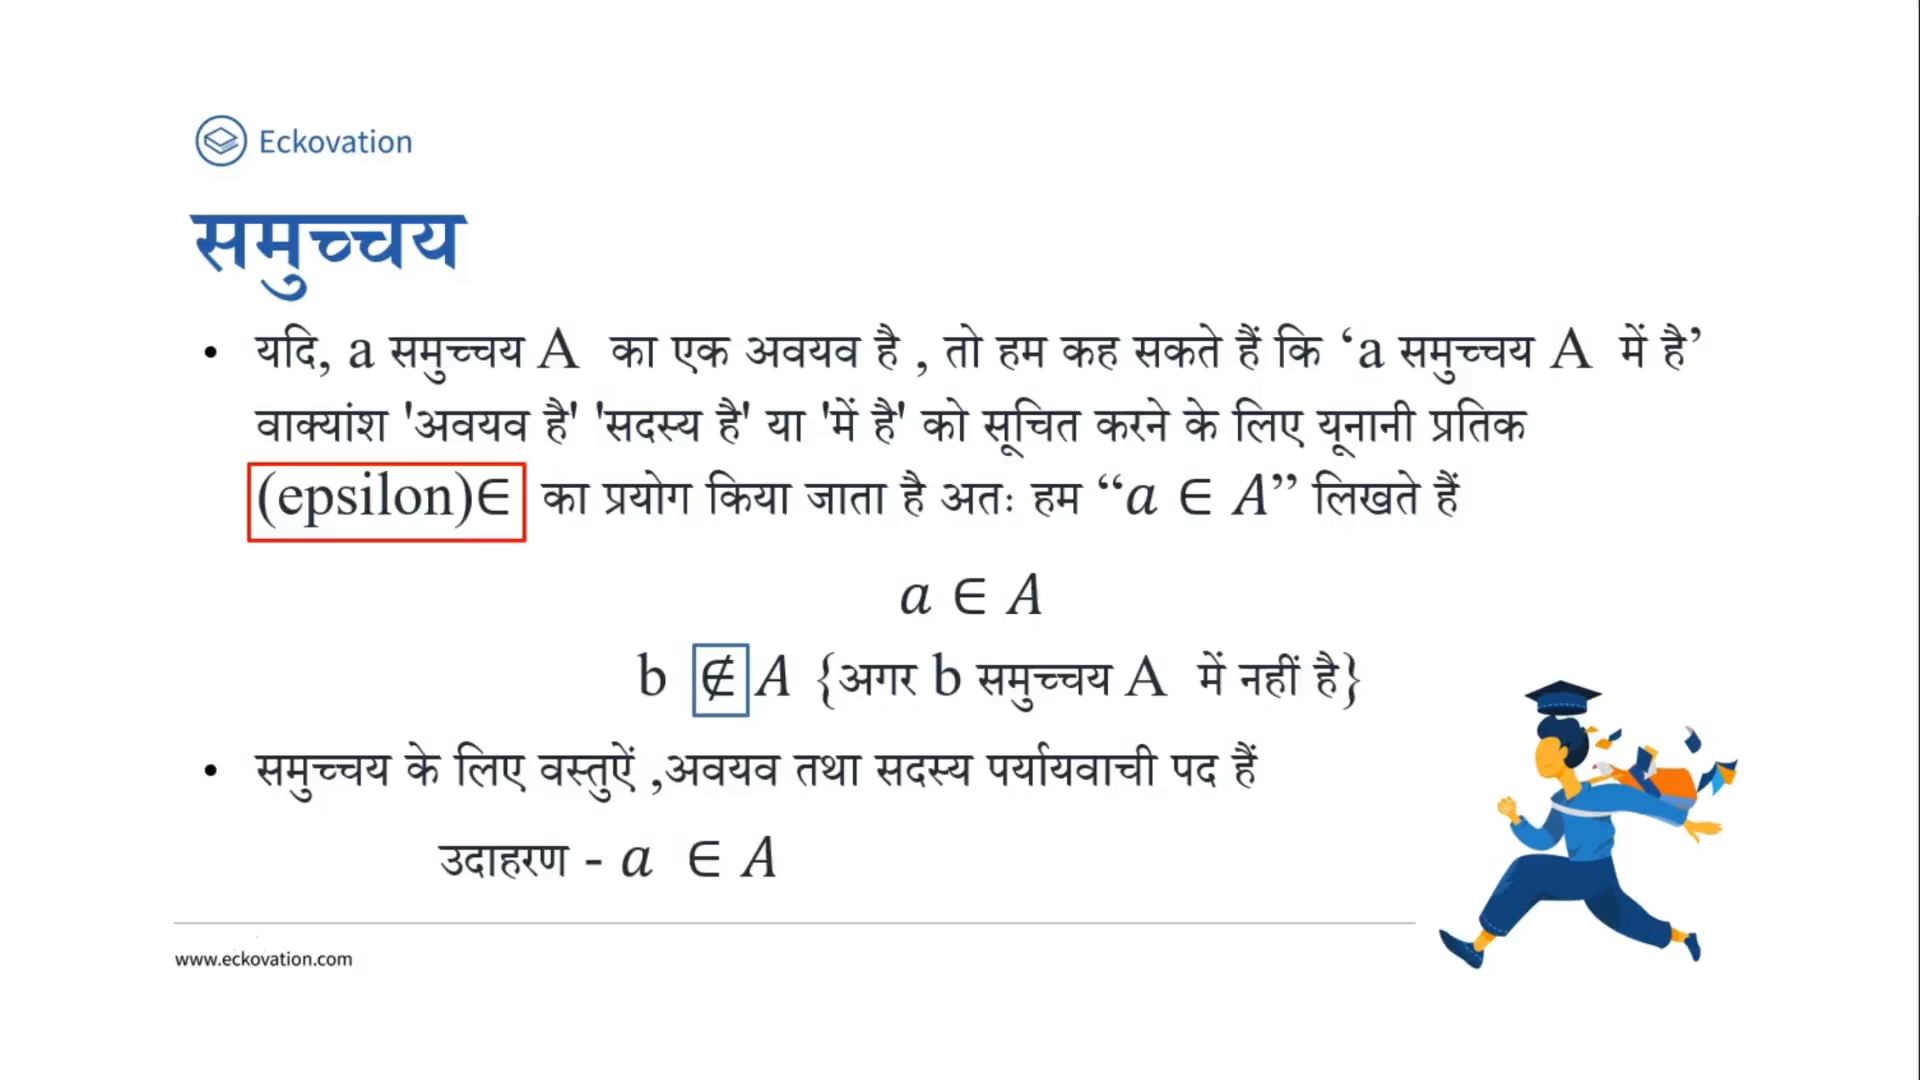 Eckovation
समुच्चय
• यदि, a समुच्चय A का एक अवयव है , तो हम कह सकते हैं कि ‘a समुच्चय A में है’
वाक्यांश 'अवयव है' 'सदस्य है' या 'में है' को सूचित करने के लिए यूनानी प्रतिक
(epsilon)∈ का प्रयोग किया जाता है अतः हम “a ∈ A” लिखते हैं
a ∈ A
b ∉ A {अगर b समुच्चय A में नहीं है}
• समुच्चय के लिए वस्तुऐं ,अवयव तथा सदस्य पर्यायवाची पद हैं
उदाहरण - a ∈ A
www.eckovation.com